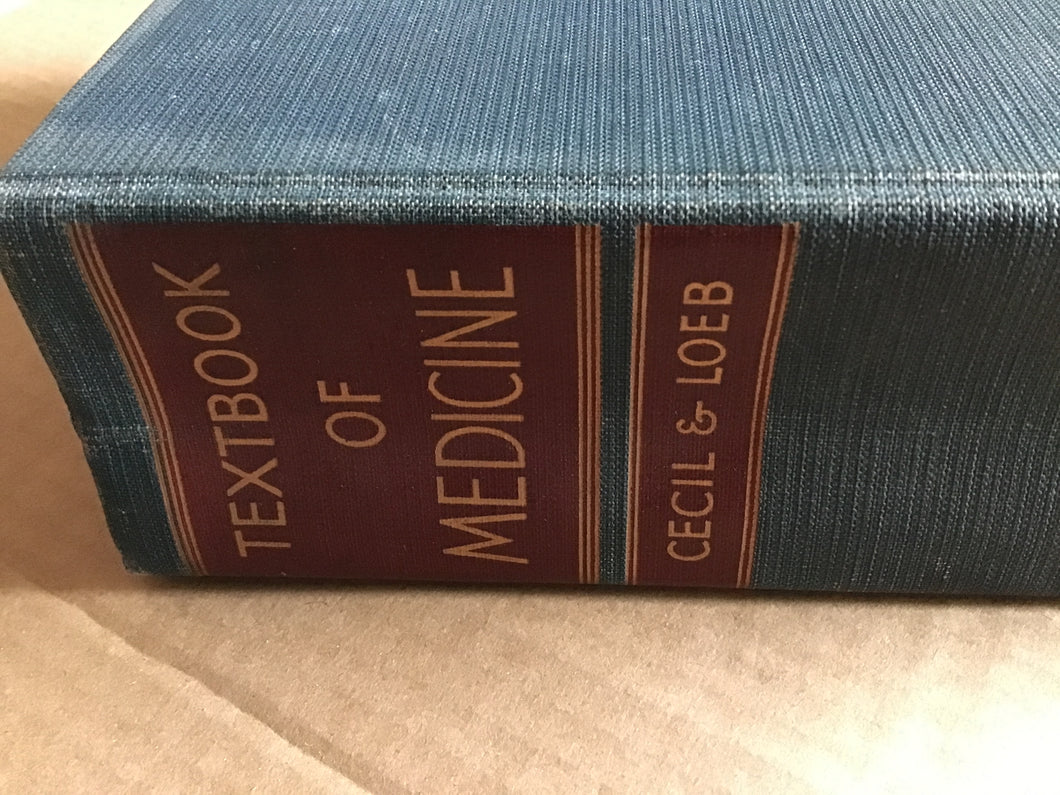 TEXTBOOK
OF
MEDICINE
CECIL & LOEB